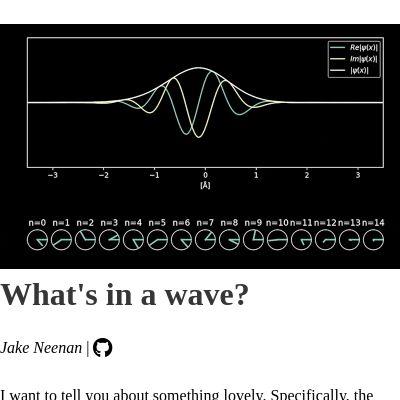 Re|ψ(x)|
Im|ψ(x)|
|ψ(x)|
−3 −2 −1 0 1 2 3
[Å]
n=0 n=1 n=2 n=3 n=4 n=5 n=6 n=7 n=8 n=9 n=10 n=11 n=12 n=13 n=14
What's in a wave?
Jake Neenan |
I want to tell you about something lovely. Specifically, the